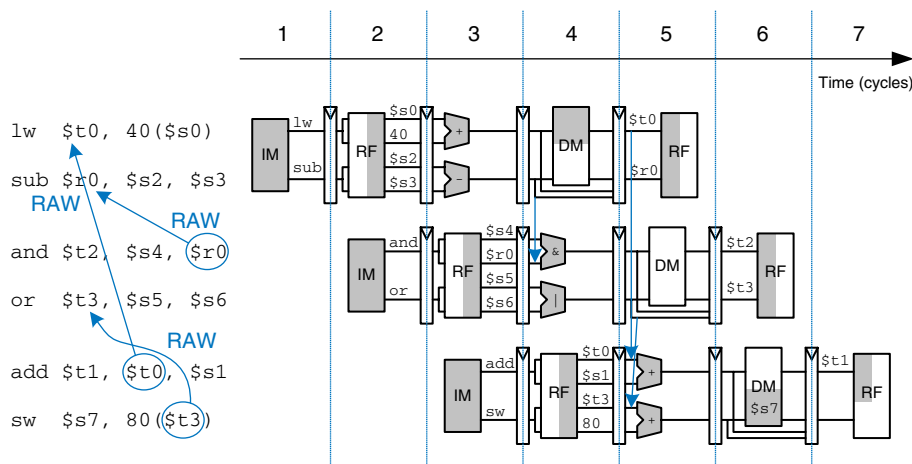 1 2 3 4 5 6 7
Time (cycles)
lw $t0, 40($s0)
sub $r0, $s2, $s3
RAW
RAW
and $t2, $s4, $r0
or $t3, $s5, $s6
RAW
add $t1, $t0, $s1
sw $s7, 80($t3)
IM
lw
sub
RF
$s0
40
$s2
$s3
+
-
DM
$t0
$r0
RF
IM
and
or
RF
$s4
$r0
$s5
$s6
&
|
DM
$t2
$t3
RF
IM
add
sw
RF
$t0
$s1
$t3
80
+
+
DM
$s7
$t1
RF